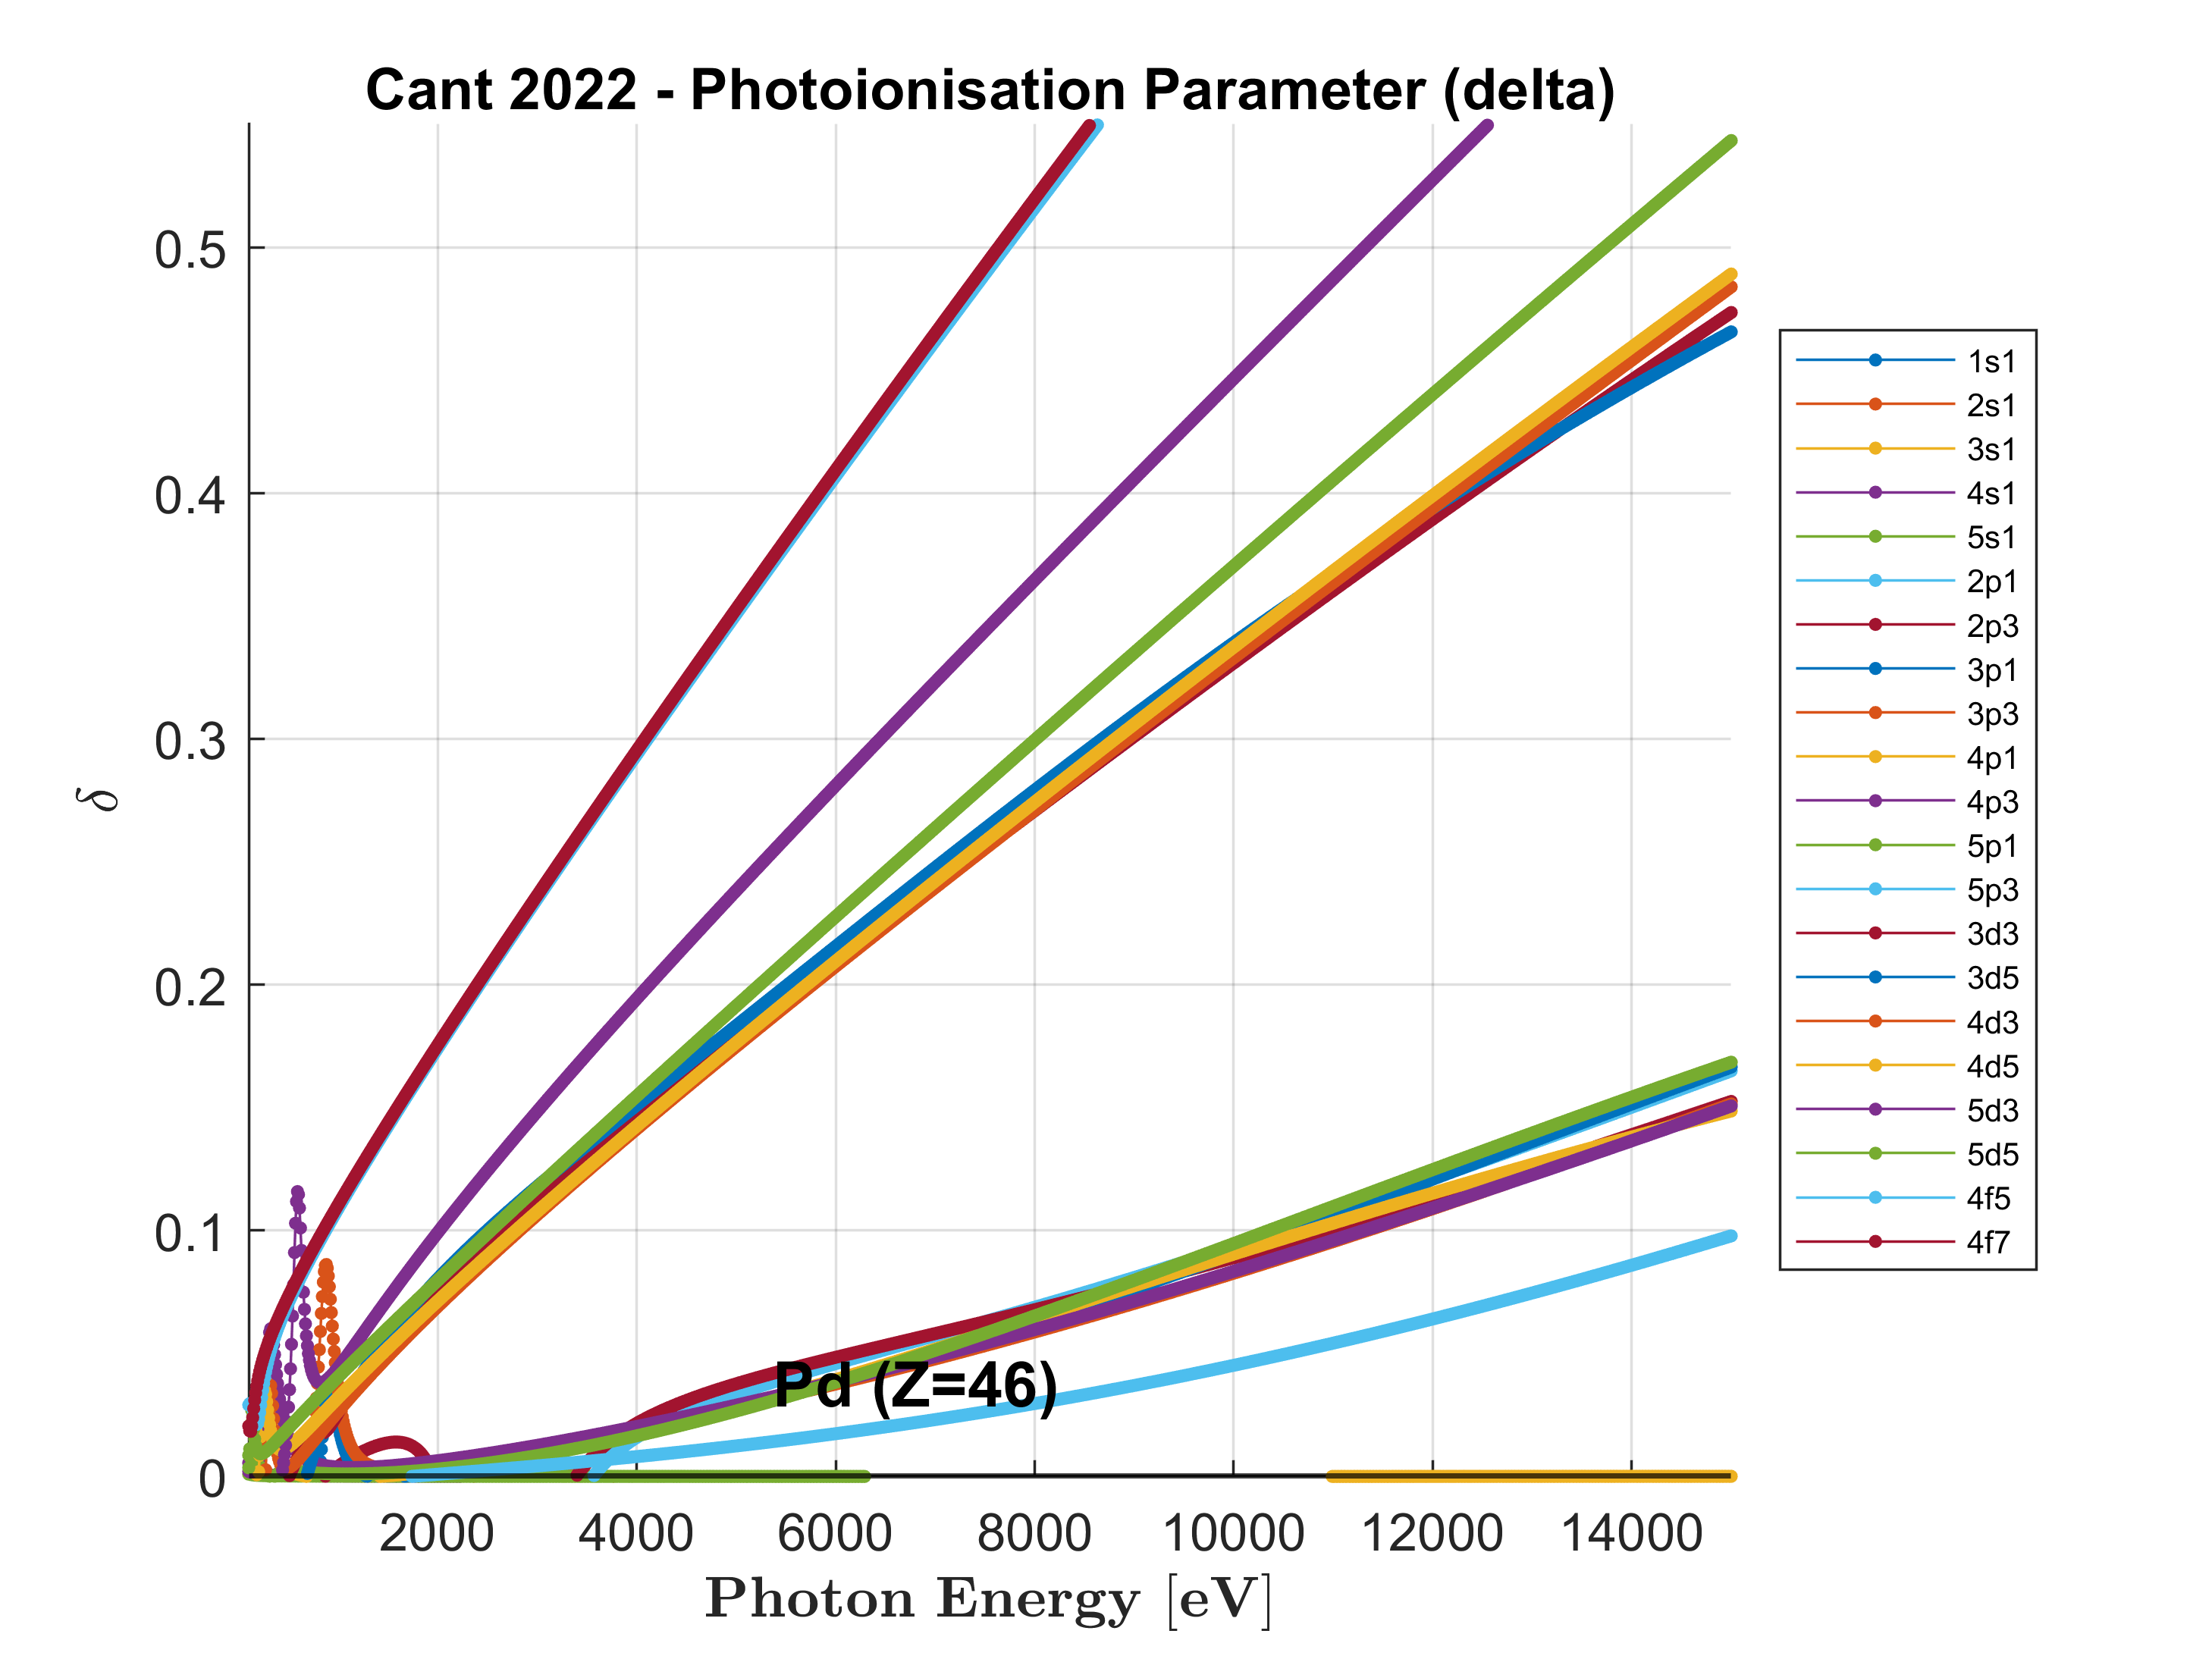 Cant 2022 - Photoionisation Parameter (delta)
0.5
0.4
0.3
0.2
0.1
0
δ
Pd (Z=46)
2000 4000 6000 8000 10000 12000 14000
Photon Energy [eV]
1s1
2s1
3s1
4s1
5s1
2p1
2p3
3p1
3p3
4p1
4p3
5p1
5p3
3d3
3d5
4d3
4d5
5d3
5d5
4f5
4f7